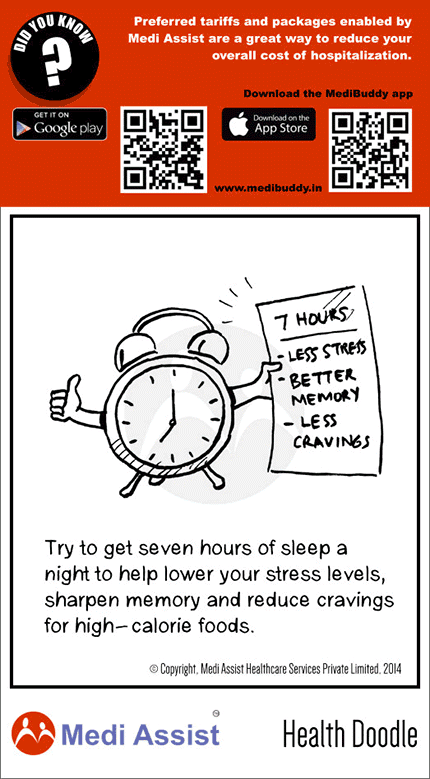 DID YOU KNOW
?
Preferred tariffs and packages enabled by
Medi Assist are a great way to reduce your
overall cost of hospitalization.
Download the MediBuddy app
GET IT ON
Google play
Download on the
App Store
www.medibuddy.in
7 HOURS
- LESS STRESS
- BETTER
MEMORY
- LESS
CRAVINGS
Try to get seven hours of sleep a
night to help lower your stress levels,
sharpen memory and reduce cravings
for high-calorie foods.
© Copyright, Medi Assist Healthcare Services Private Limited, 2014
Medi Assist
Health Doodle